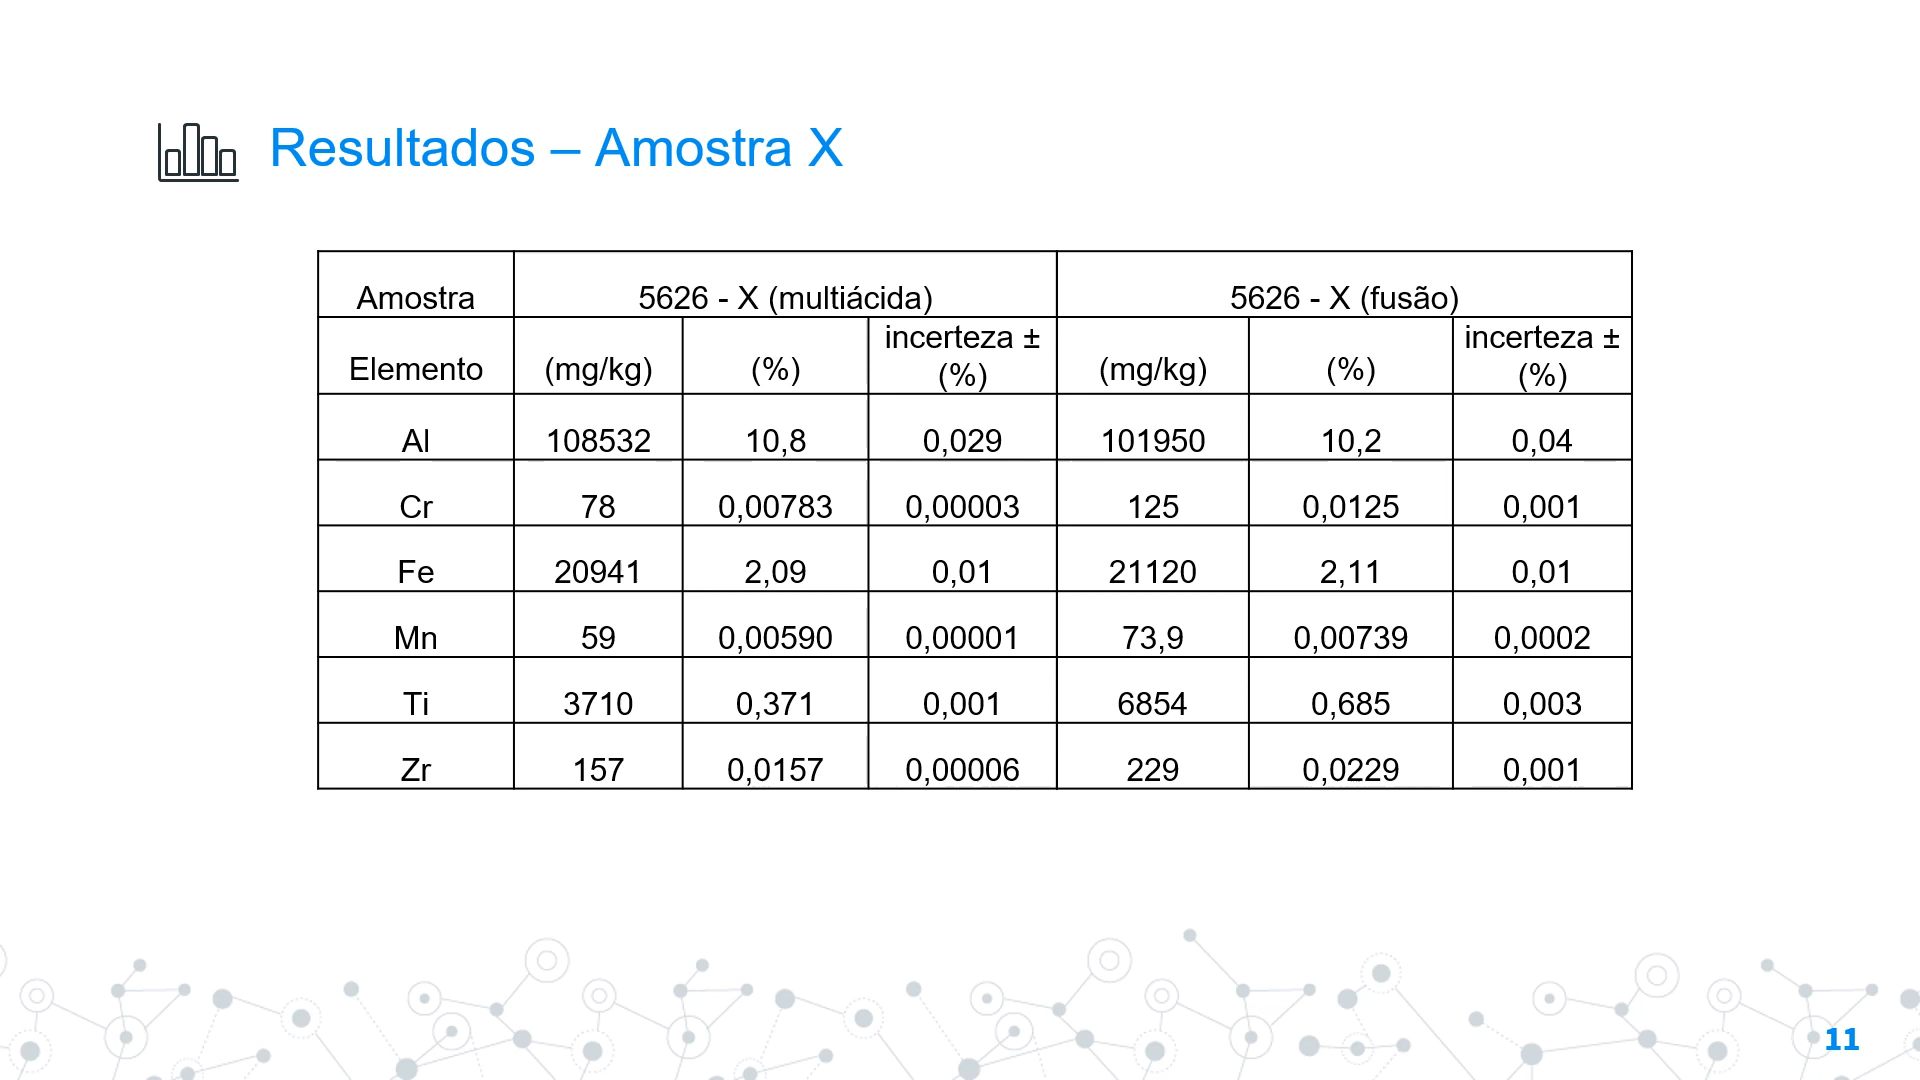 Resultados – Amostra X
Amostra 5626 - X (multiácida) 5626 - X (fusão)
Elemento (mg/kg) (%) incerteza ± (%) (mg/kg) (%) incerteza ± (%)
Al 108532 10,8 0,029 101950 10,2 0,04
Cr 78 0,00783 0,00003 125 0,0125 0,001
Fe 20941 2,09 0,01 21120 2,11 0,01
Mn 59 0,00590 0,00001 73,9 0,00739 0,0002
Ti 3710 0,371 0,001 6854 0,685 0,003
Zr 157 0,0157 0,00006 229 0,0229 0,001
11